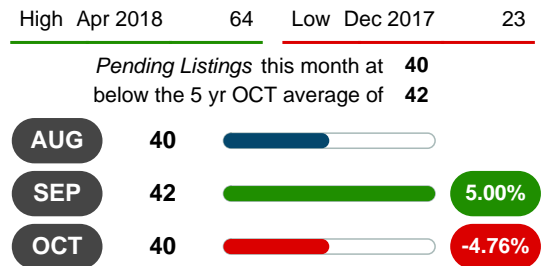 High Apr 2018 64 Low Dec 2017 23
Pending Listings this month at 40
below the 5 yr OCT average of 42
AUG 40
SEP 42 5.00%
OCT 40 -4.76%